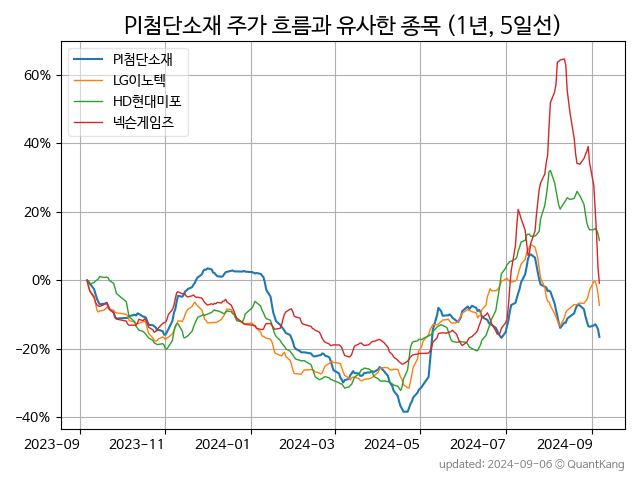 PI첨단소재 주가 흐름과 유사한 종목 (1년, 5일선)
PI첨단소재
LG이노텍
HD현대미포
넥슨게임즈
60%
40%
20%
0%
−20%
−40%
2023-09 2023-11 2024-01 2024-03 2024-05 2024-07 2024-09
updated: 2024-09-06 © QuantKang